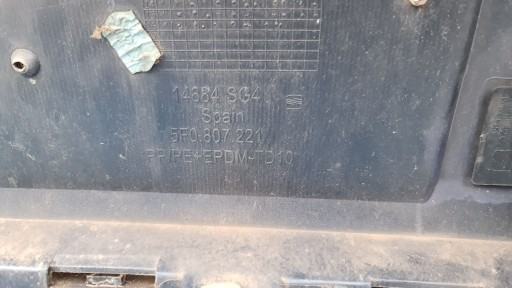 14684 SG4
Spain
5F0.807 221
PP/PE+EPDM-TD10